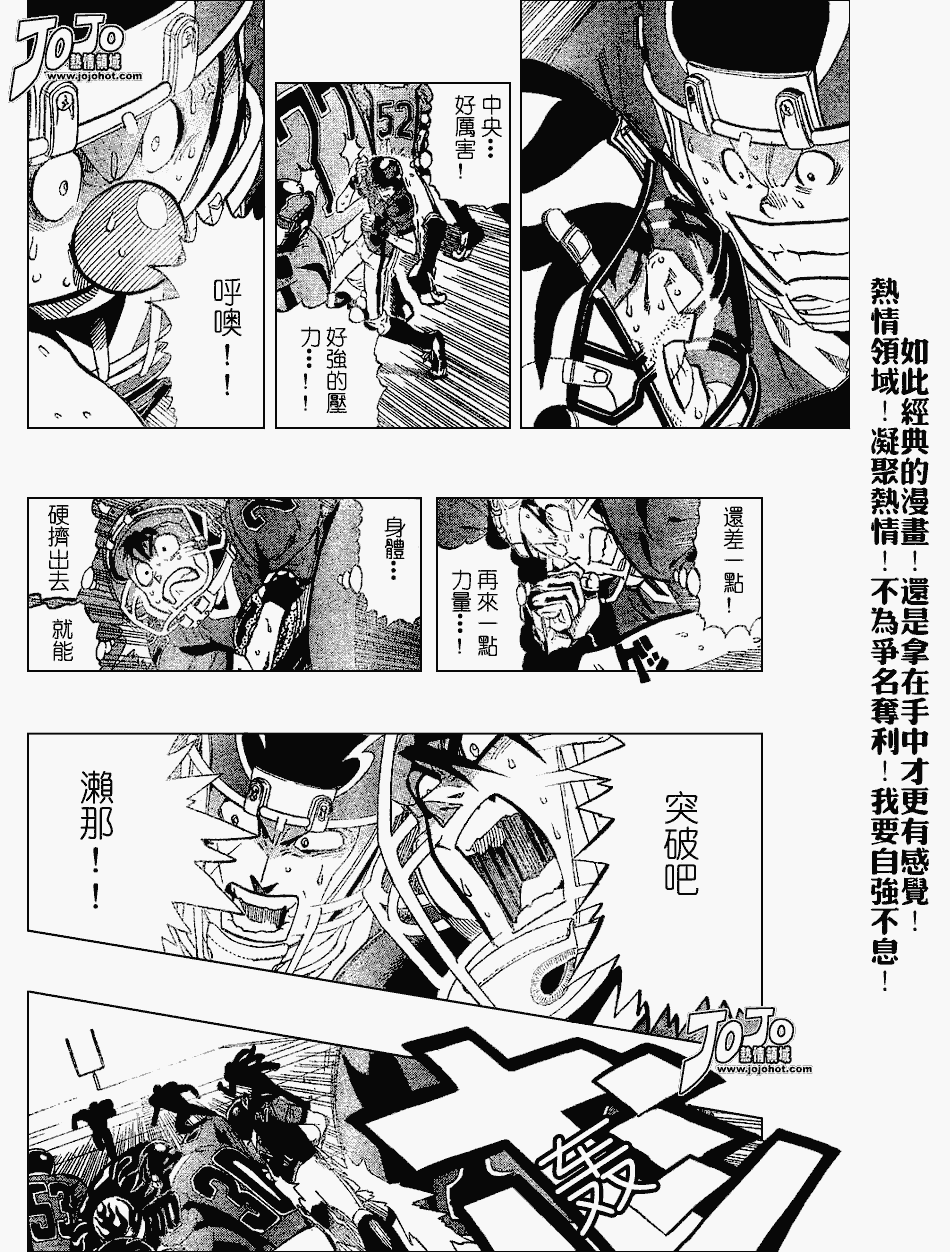 JOJO
熱情領域
www.jojohot.com
中央…
好厲害！
52
好強的壓
力…！！
呼噢！！
還差一點！
再來一點
力量…！
身體…
硬擠出去
就能
突破吧
瀨那！！
JOJO
熱情領域
www.jojohot.com
53
30
如此經典的漫畫！還是拿在手中才更有感覺！
熱情領域！凝聚熱情！不為爭名奪利！我要自強不息！